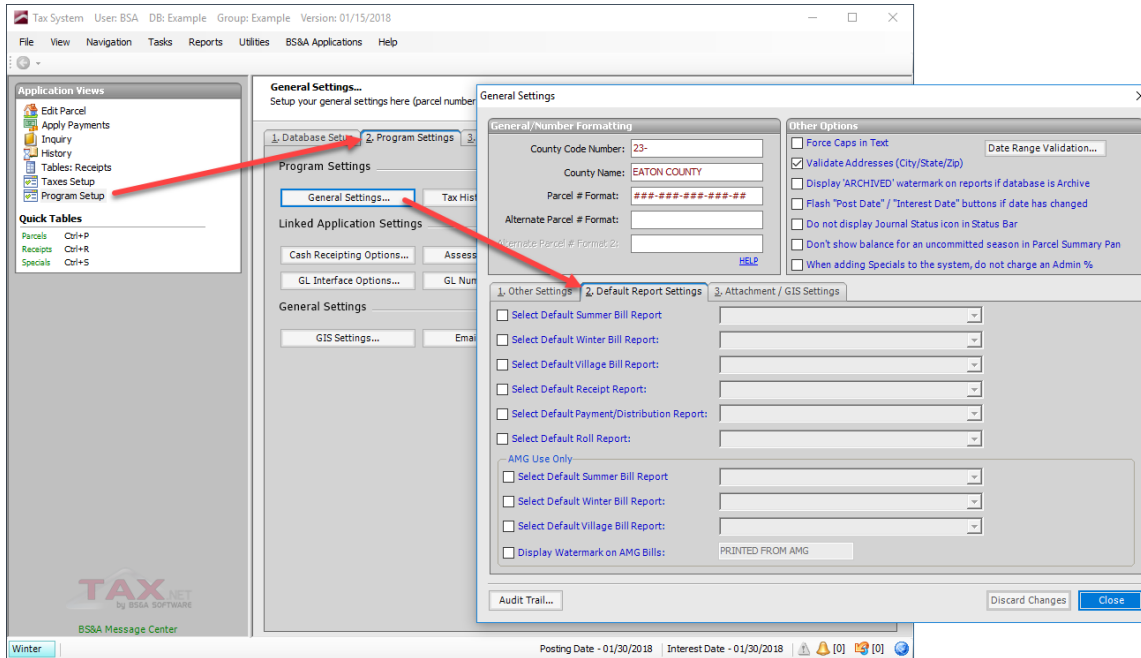 Tax System User: BSA DB: Example Group: Example Version: 01/15/2018
File View Navigation Tasks Reports Utilities BS&A Applications Help
Application Views
Edit Parcel
Apply Payments
Inquiry
History
Tables: Receipts
Taxes Setup
Program Setup
Quick Tables
Parcels Ctrl+P
Receipts Ctrl+R
Specials Ctrl+S
TAX.NET
by BS&A SOFTWARE
BS&A Message Center
General Settings...
Setup your general settings here (parcel number
1. Database Setup 2. Program Settings 3.
Program Settings
General Settings... Tax Hist
Linked Application Settings
Cash Receipting Options... Assess
GL Interface Options... GL Num
General Settings
GIS Settings... Emai
General Settings
General/Number Formatting
County Code Number: 23-
County Name: EATON COUNTY
Parcel # Format: ###-###-###-###-##
Alternate Parcel # Format:
Alternate Parcel # Format 2:
HELP
Other Options
Force Caps in Text Date Range Validation...
Validate Addresses (City/State/Zip)
Display 'ARCHIVED' watermark on reports if database is Archive
Flash "Post Date" / "Interest Date" buttons if date has changed
Do not display Journal Status icon in Status Bar
Don't show balance for an uncommitted season in Parcel Summary Pan
When adding Specials to the system, do not charge an Admin %
1. Other Settings 2. Default Report Settings 3. Attachment / GIS Settings
Select Default Summer Bill Report
Select Default Winter Bill Report:
Select Default Village Bill Report:
Select Default Receipt Report:
Select Default Payment/Distribution Report:
Select Default Roll Report:
AMG Use Only
Select Default Summer Bill Report
Select Default Winter Bill Report:
Select Default Village Bill Report:
Display Watermark on AMG Bills: PRINTED FROM AMG
Audit Trail... Discard Changes Close
Winter Posting Date - 01/30/2018 Interest Date - 01/30/2018 [0] [0]